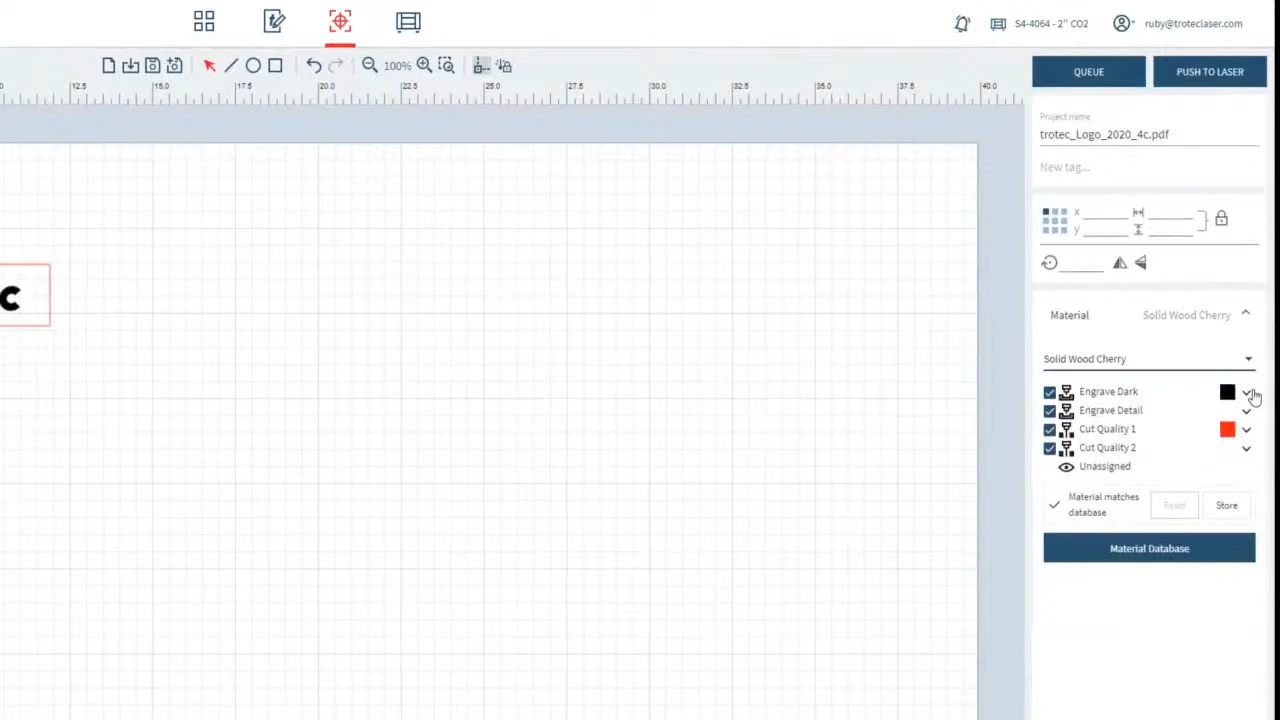 S4-4064 - 2" CO2
ruby@troteclaser.com
100%
QUEUE
PUSH TO LASER
12.5 15.0 17.5 20.0 22.5 25.0 27.5 30.0 32.5 35.0 37.5 40.0
Project name
trotec_Logo_2020_4c.pdf
New tag...
x
y
c
Material Solid Wood Cherry
Solid Wood Cherry
Engrave Dark
Engrave Detail
Cut Quality 1
Cut Quality 2
Unassigned
Material matches
database
Reset
Store
Material Database